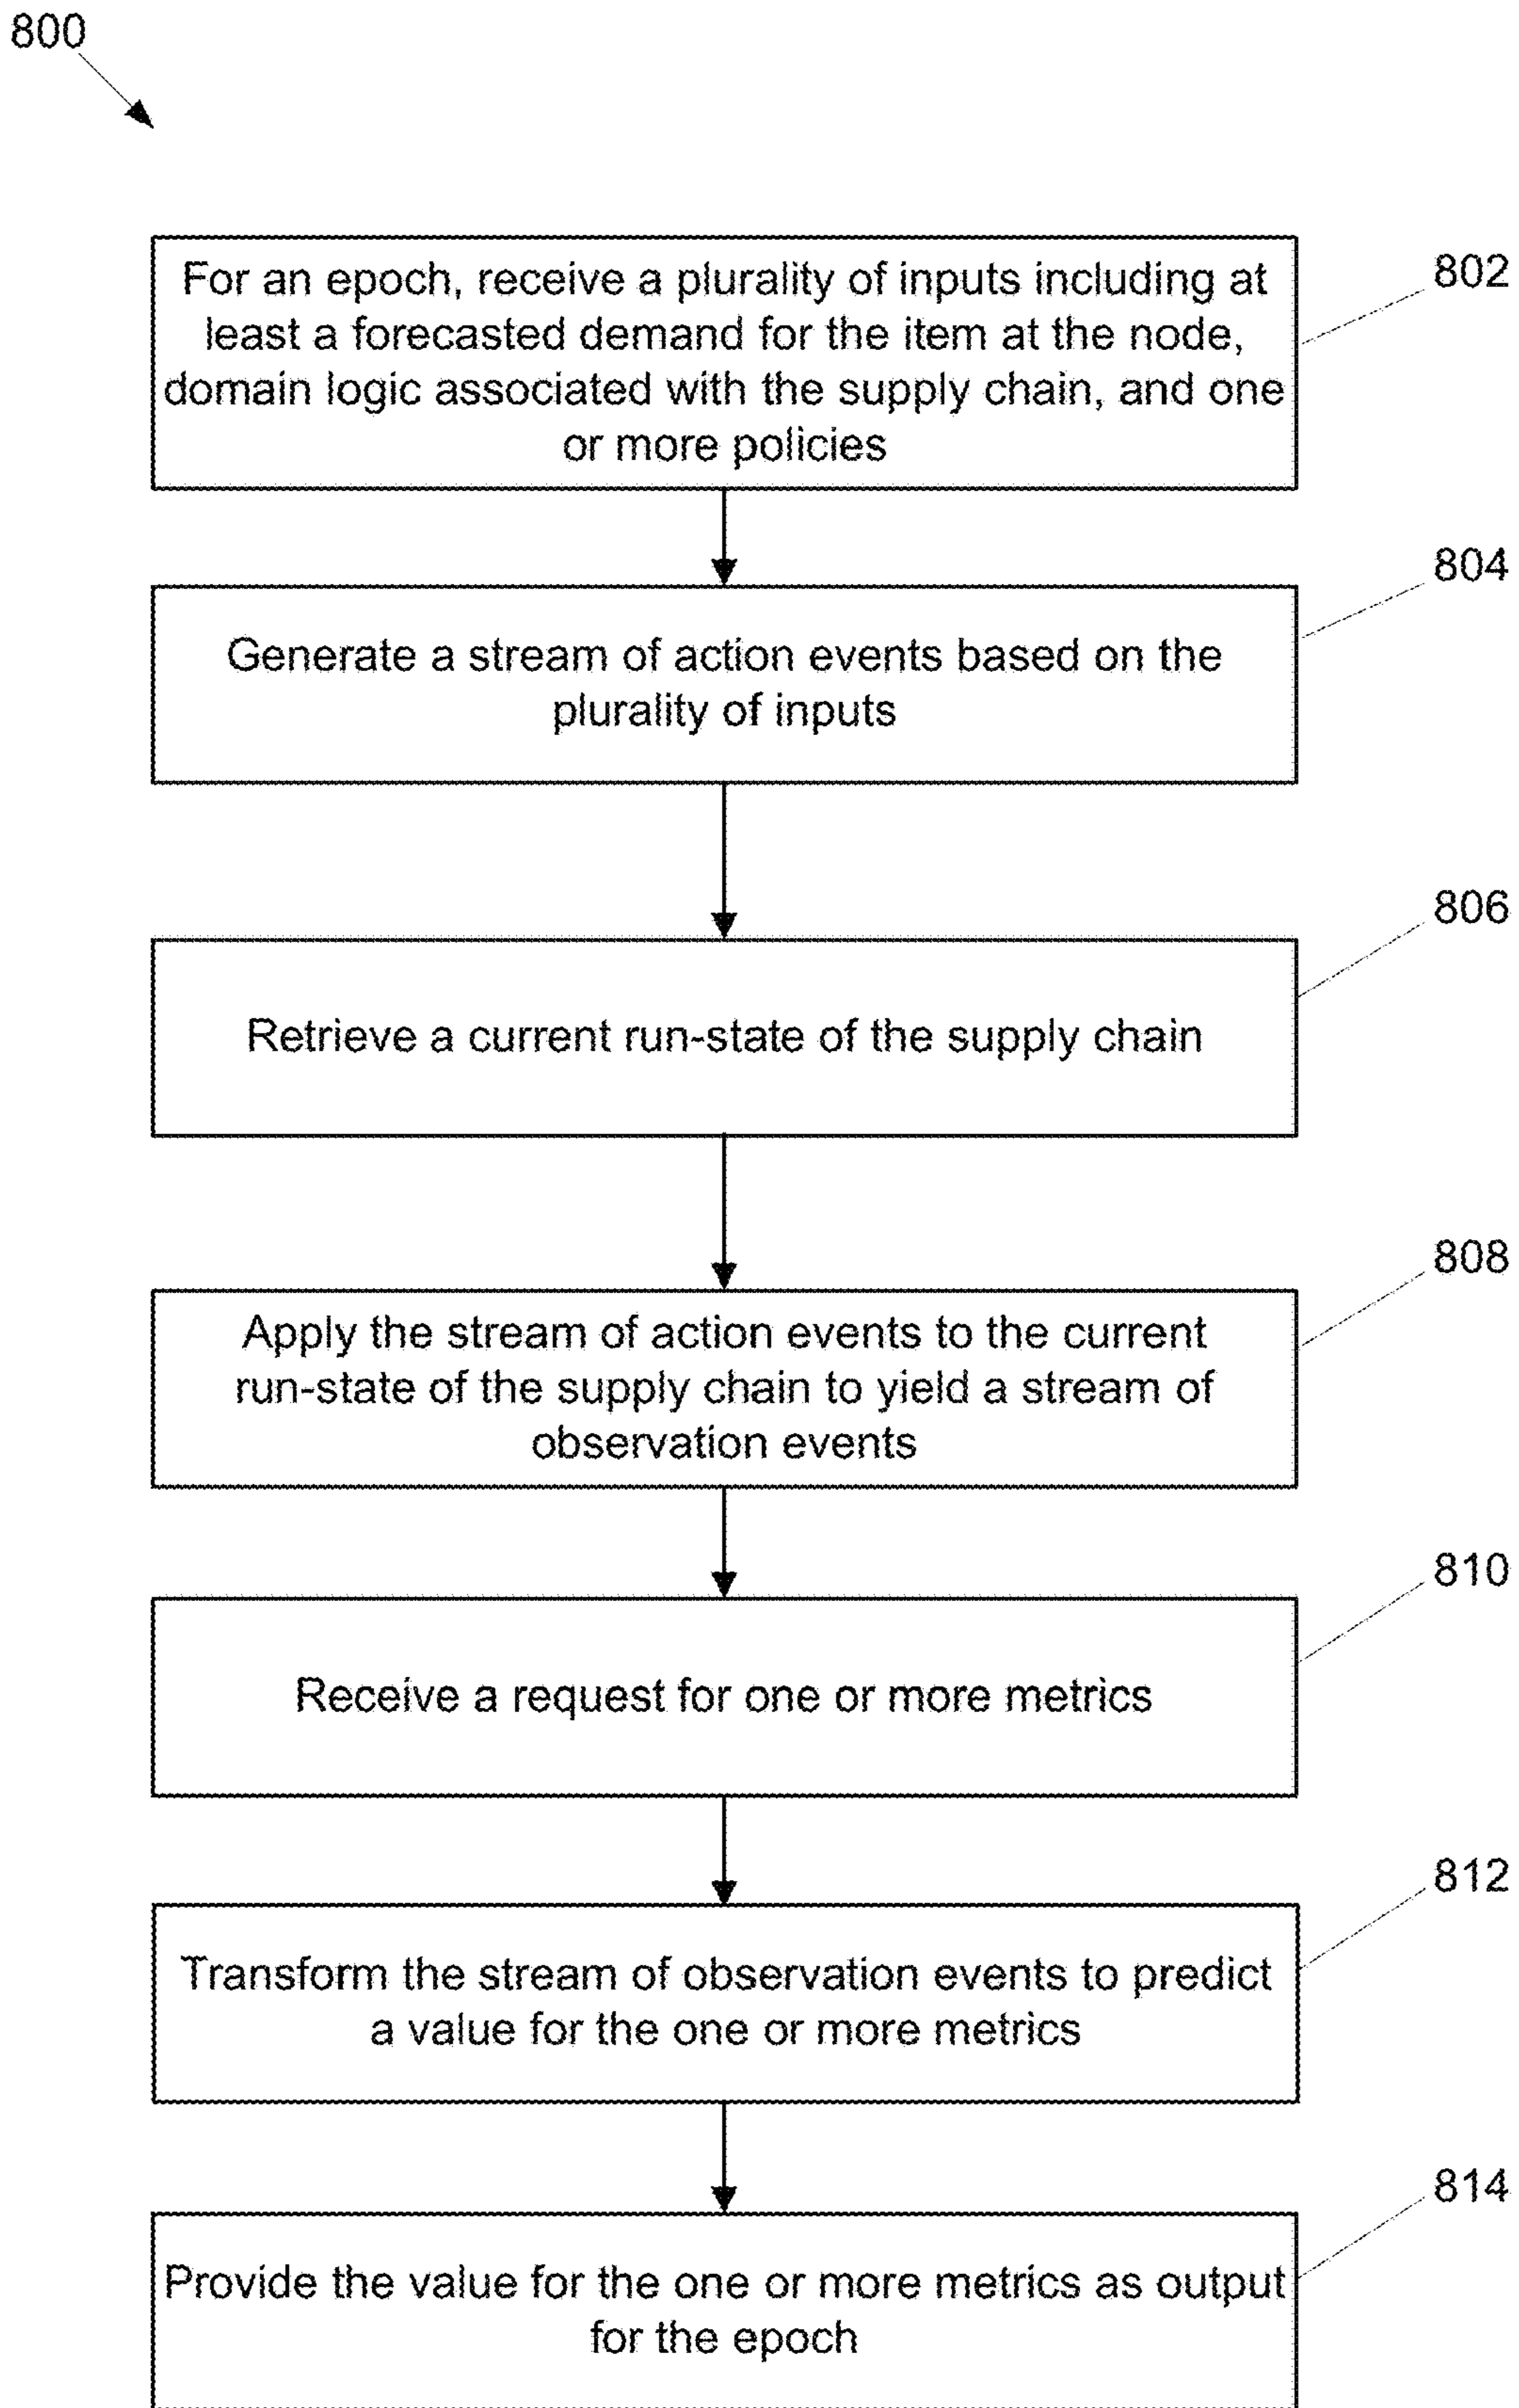 800
For an epoch, receive a plurality of inputs including at
least a forecasted demand for the item at the node,
domain logic associated with the supply chain, and one
or more policies
802
Generate a stream of action events based on the
plurality of inputs
804
Retrieve a current run-state of the supply chain
806
Apply the stream of action events to the current
run-state of the supply chain to yield a stream of
observation events
808
Receive a request for one or more metrics
810
Transform the stream of observation events to predict
a value for the one or more metrics
812
Provide the value for the one or more metrics as output
for the epoch
814